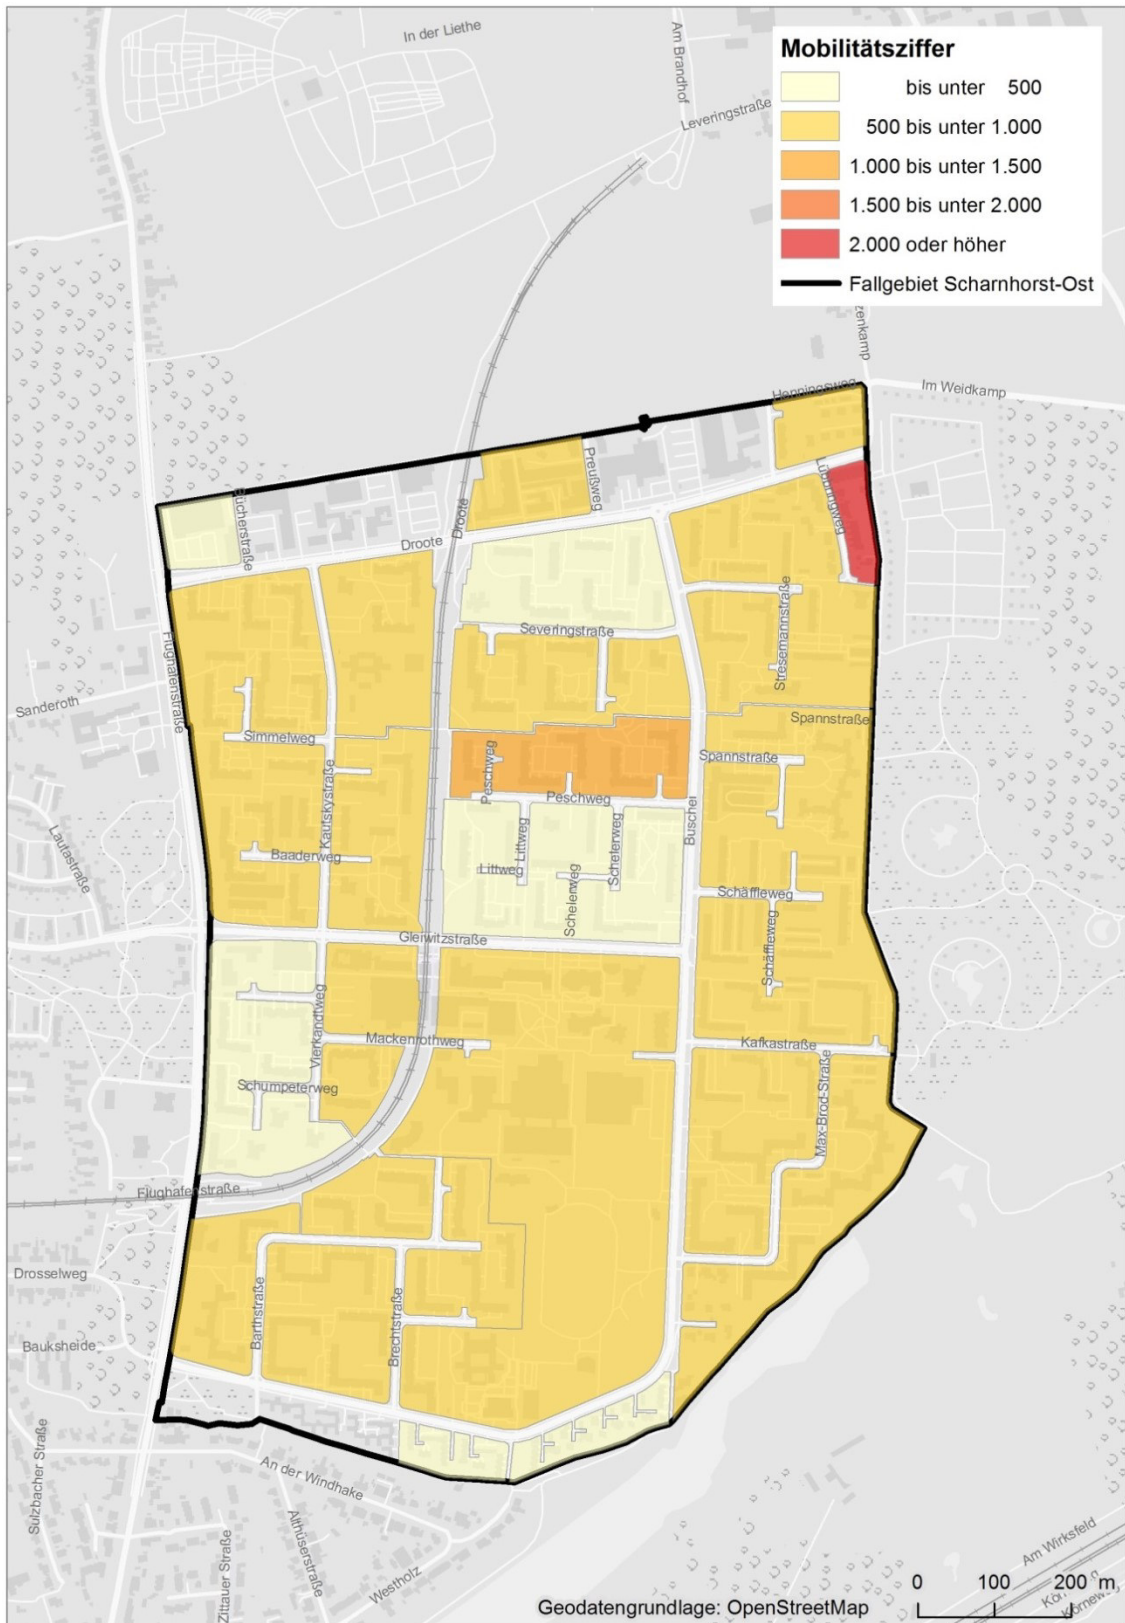 In der Liethe
Am Brandhof
Leveringstraße
Mobilitätsziffer
bis unter 500
500 bis unter 1.000
1.000 bis unter 1.500
1.500 bis unter 2.000
2.000 oder höher
Fallgebiet Scharnhorst-Ost
zenkamp
Im Weidkamp
Henningsweg
Preußweg
Lübbringweg
Bücherstraße
Droote
Droote
Severingstraße
Stresemannstraße
Flughafenstraße
Sanderoth
Simmelweg
Spannstraße
Spannstraße
Peschweg
Peschweg
Kautskystraße
Buschei
Lautastraße
Baaderweg
Littweg
Littweg
Schelerweg
Schelerweg
Schäffleweg
Schäffleweg
Gleiwitzstraße
Vierkandtweg
Mackenrothweg
Kafkastraße
Max-Brod-Straße
Schumpeterweg
Flughafenstraße
Drosselweg
Barthstraße
Brechtstraße
Bauksheide
Sulzbacher Straße
An der Windhake
Althüserstraße
Zittauer Straße
Westholz
Am Wirksfeld
0 100 200 m
Geodatengrundlage: OpenStreetMap